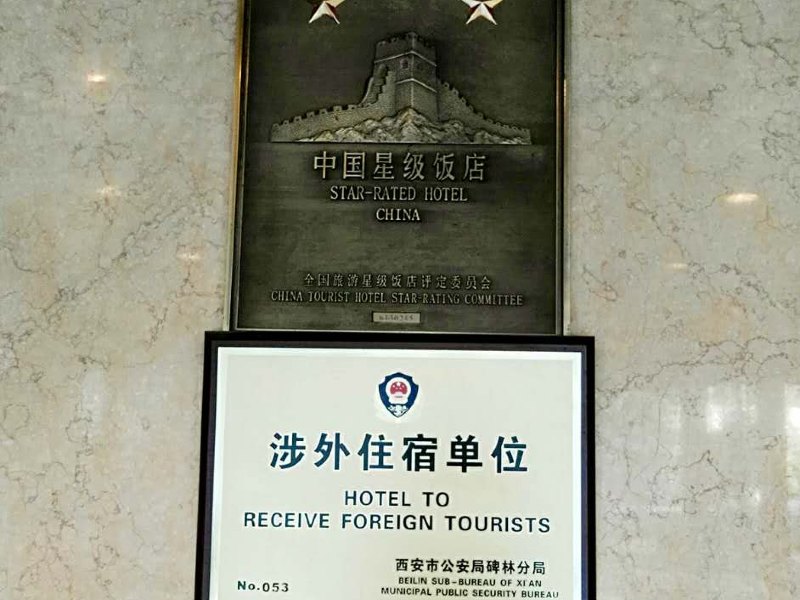 中国星级饭店
STAR-RATED HOTEL
CHINA
全国旅游星级饭店评定委员会
CHINA TOURIST HOTEL STAR-RATING COMMITTEE
涉外住宿单位
HOTEL TO
RECEIVE FOREIGN TOURISTS
西安市公安局碑林分局
BEILIN SUB-BUREAU OF XI'AN
No.053
MUNICIPAL PUBLIC SECURITY BUREAU